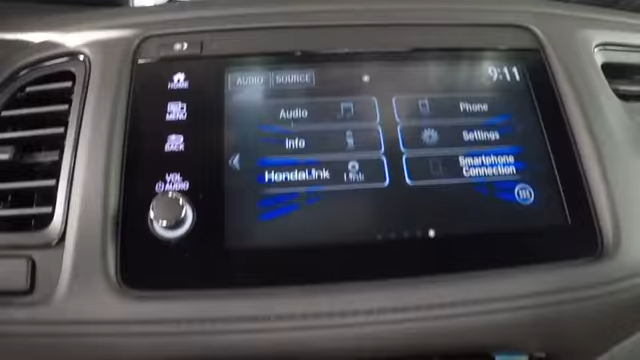 HOME
MENU
BACK
VOL
AUDIO
AUDIO SOURCE
9:11
Audio
Phone
Info
Settings
HondaLink
Link
Smartphone
Connection